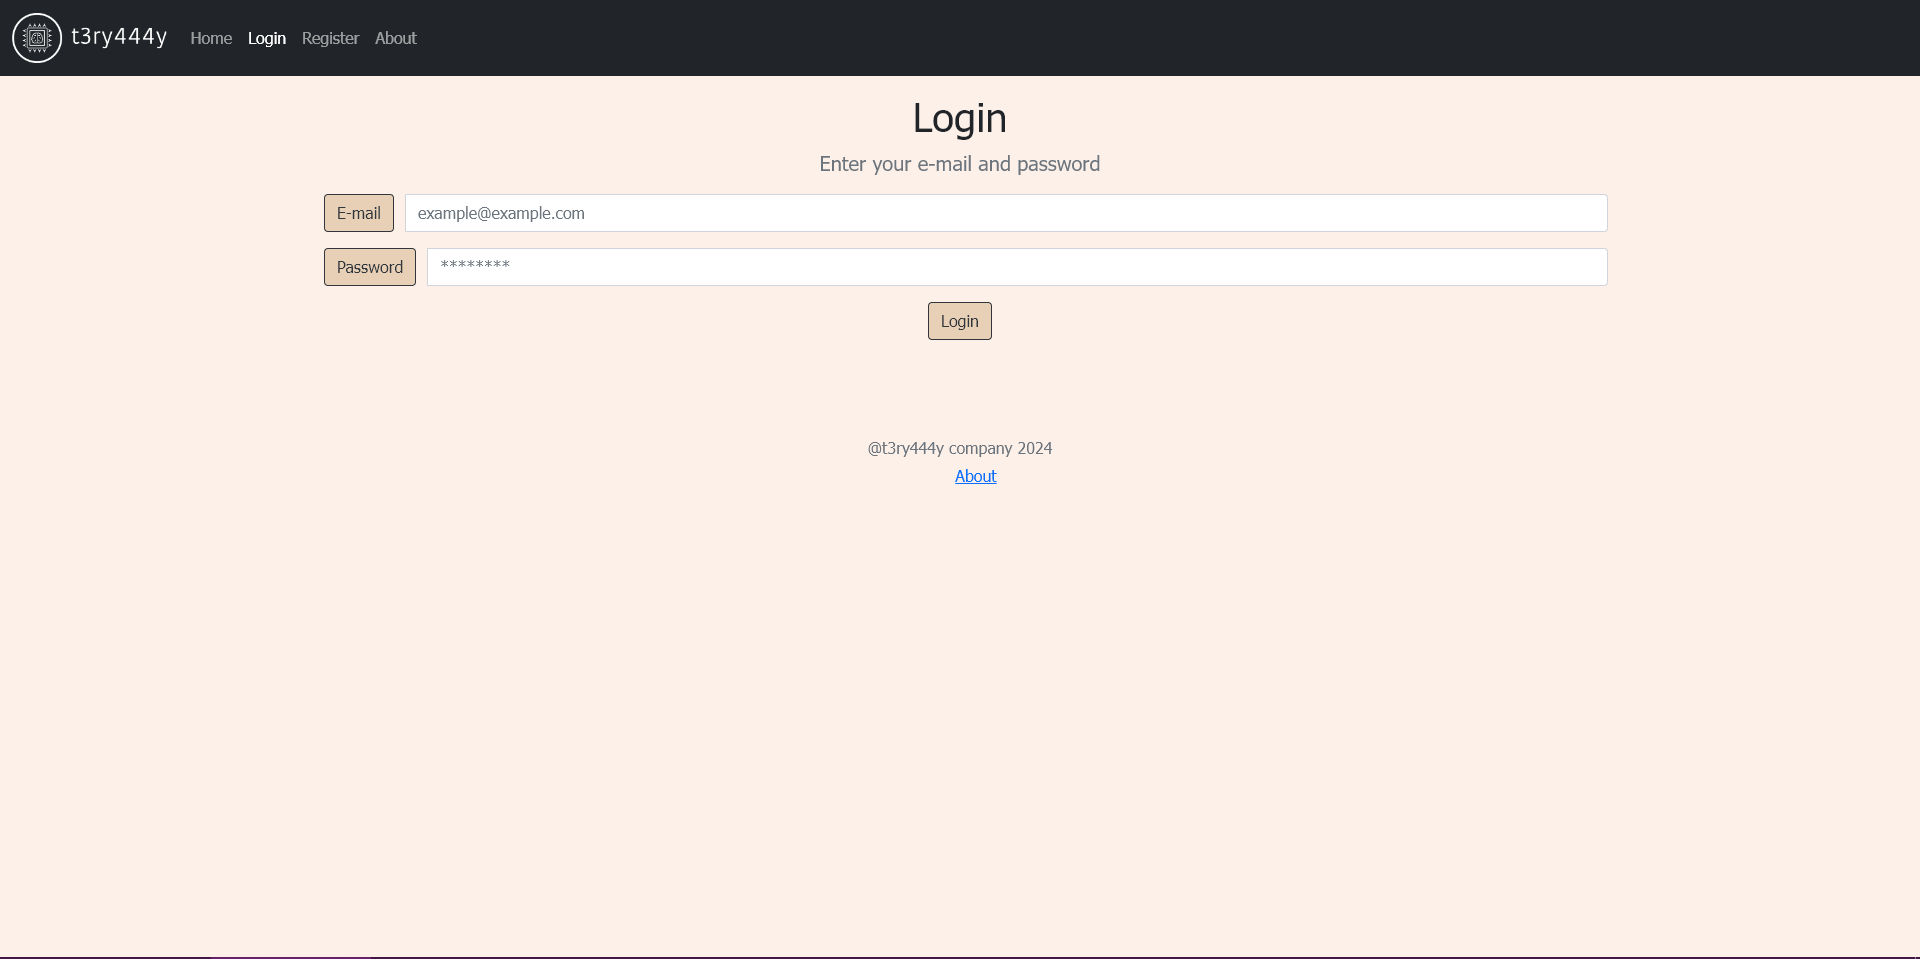 t3ry444y Home Login Register About
Login
Enter your e-mail and password
E-mail example@example.com
Password ********
Login
@t3ry444y company 2024
About